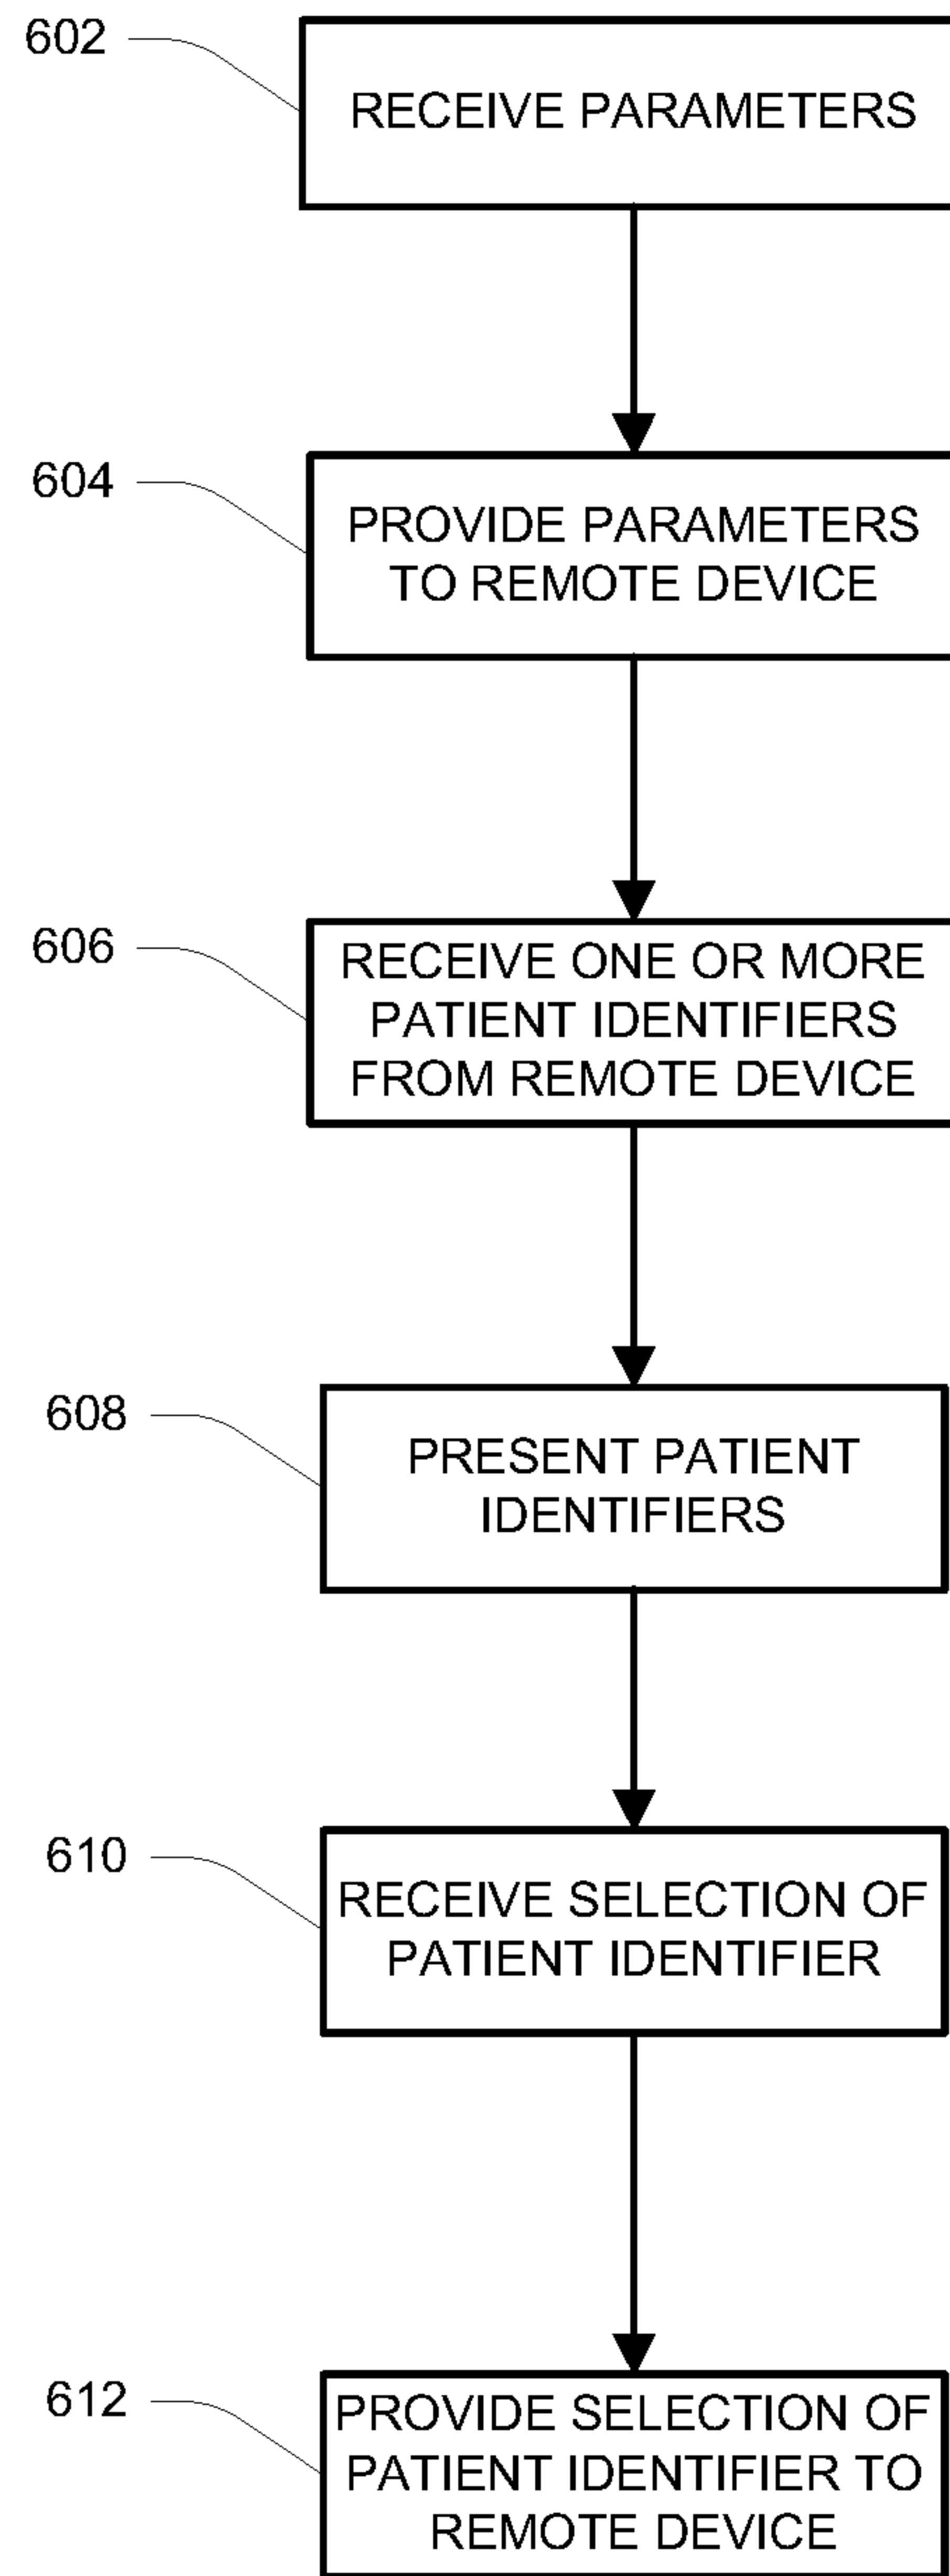 602
RECEIVE PARAMETERS
604
PROVIDE PARAMETERS
TO REMOTE DEVICE
606
RECEIVE ONE OR MORE
PATIENT IDENTIFIERS
FROM REMOTE DEVICE
608
PRESENT PATIENT
IDENTIFIERS
610
RECEIVE SELECTION OF
PATIENT IDENTIFIER
612
PROVIDE SELECTION OF
PATIENT IDENTIFIER TO
REMOTE DEVICE